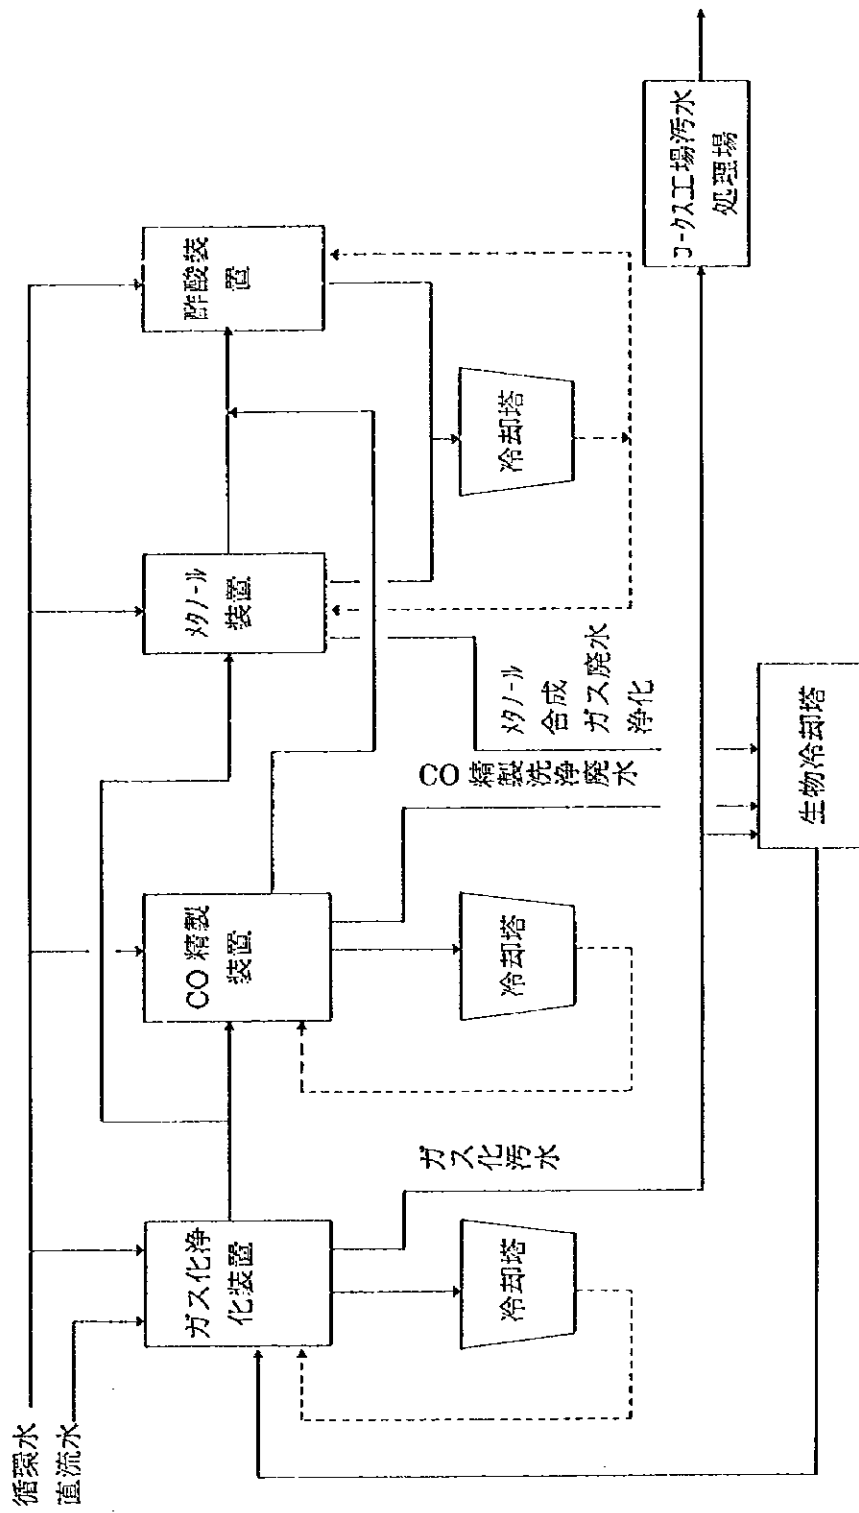 循環水
直流水
ガス化浄
化装置
CO 精製
装置
メタノール
装置
酢酸装
置
冷却塔
冷却塔
冷却塔
ガス化汚水
CO 精製洗浄廃水
メタノール
合成
ガス廃水
浄化
コークス工場汚水
処理場
生物冷却塔